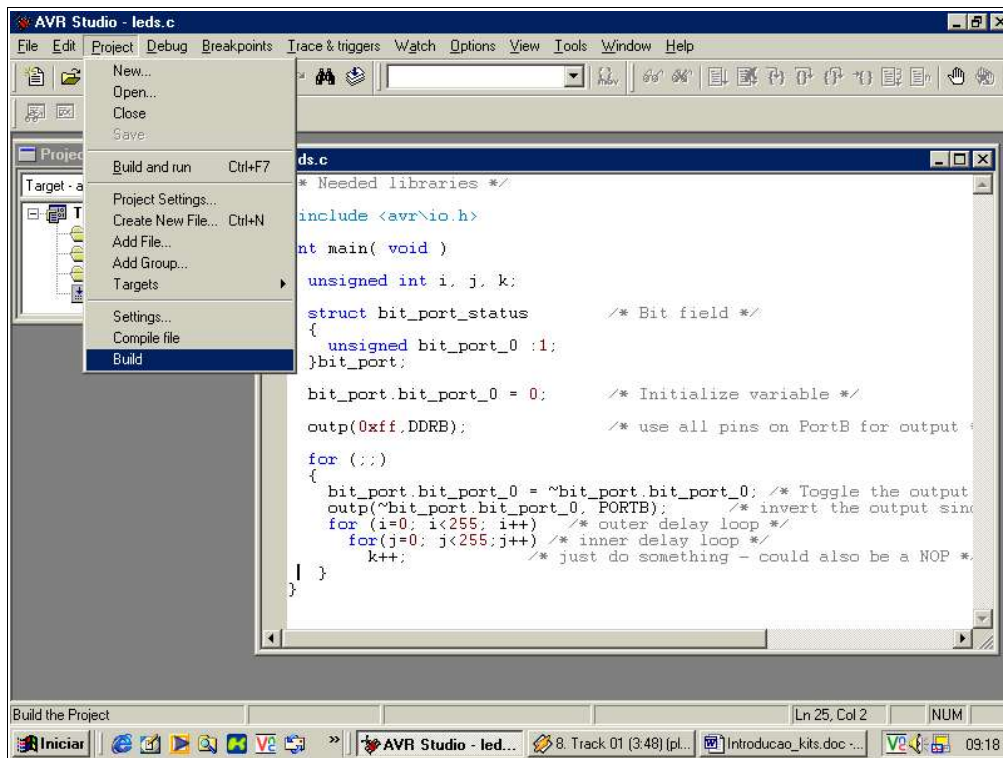 AVR Studio - leds.c
File Edit Project Debug Breakpoints Trace & triggers Watch Options View Tools Window Help
New...
Open...
Close
Save
Build and run Ctrl+F7
Project Settings...
Create New File... Ctrl+N
Add File...
Add Group...
Targets
Settings...
Compile file
Build
Projec
Target - a
T
ds.c
* Needed libraries */
include <avr\io.h>
nt main( void )
unsigned int i, j, k;
struct bit_port_status /* Bit field */
{
unsigned bit_port_0 :1;
}bit_port;
bit_port.bit_port_0 = 0; /* Initialize variable */
outp(0xff,DDRB); /* use all pins on PortB for output
for (;;)
{
bit_port.bit_port_0 = ~bit_port.bit_port_0; /* Toggle the output
outp(~bit_port.bit_port_0, PORTB); /* invert the output sinc
for (i=0; i<255; i++) /* outer delay loop */
for(j=0; j<255;j++) /* inner delay loop */
k++; /* just do something - could also be a NOP *
}
}
Build the Project Ln 25, Col 2 NUM
Iniciar » AVR Studio - led... 8. Track 01 (3:48) (pl... Introducao_kits.doc -... 09:18